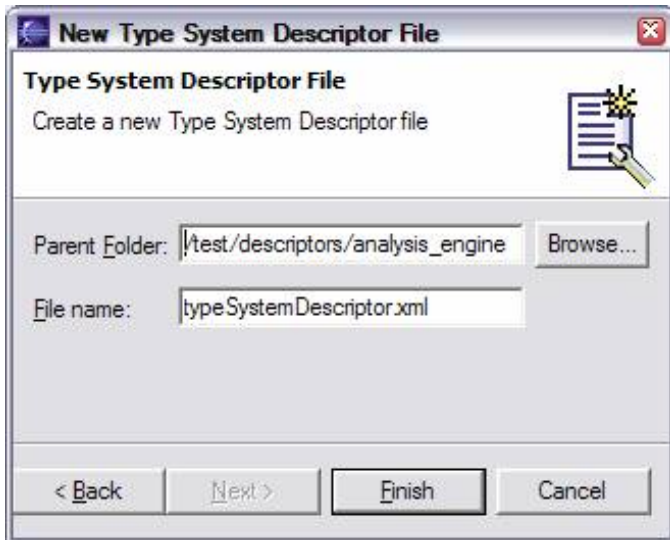 New Type System Descriptor File
Type System Descriptor File
Create a new Type System Descriptor file
Parent Folder: /test/descriptors/analysis_engine Browse...
File name: typeSystemDescriptor.xml
< Back Next > Finish Cancel